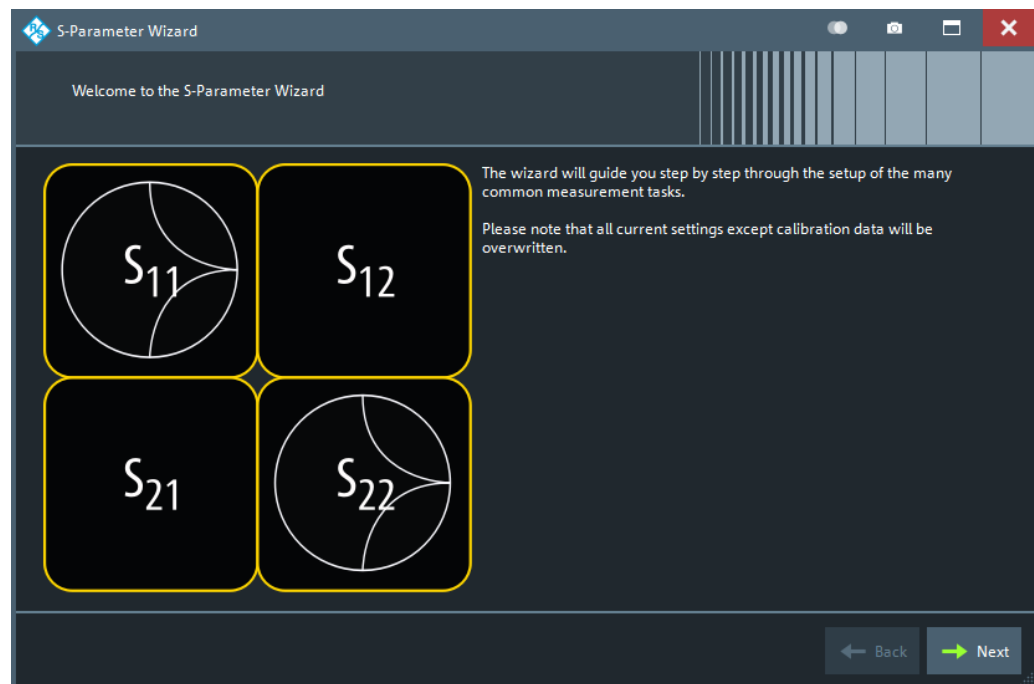 S-Parameter Wizard
Welcome to the S-Parameter Wizard
S11
S12
S21
S22
The wizard will guide you step by step through the setup of the many
common measurement tasks.
Please note that all current settings except calibration data will be
overwritten.
Back
Next